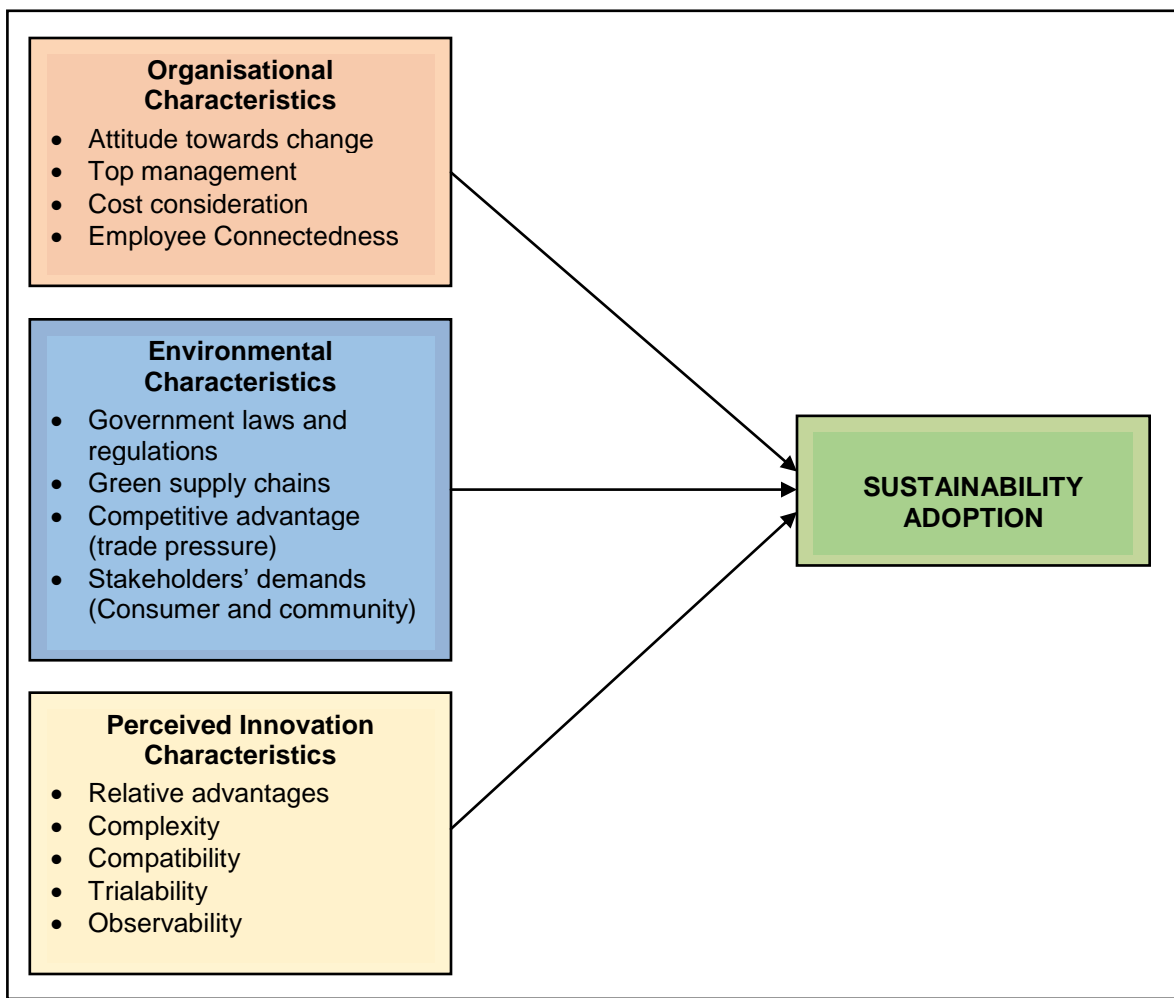 Organisational
Characteristics
• Attitude towards change
• Top management
• Cost consideration
• Employee Connectedness
Environmental
Characteristics
• Government laws and
regulations
• Green supply chains
• Competitive advantage
(trade pressure)
• Stakeholders’ demands
(Consumer and community)
Perceived Innovation
Characteristics
• Relative advantages
• Complexity
• Compatibility
• Trialability
• Observability
SUSTAINABILITY
ADOPTION